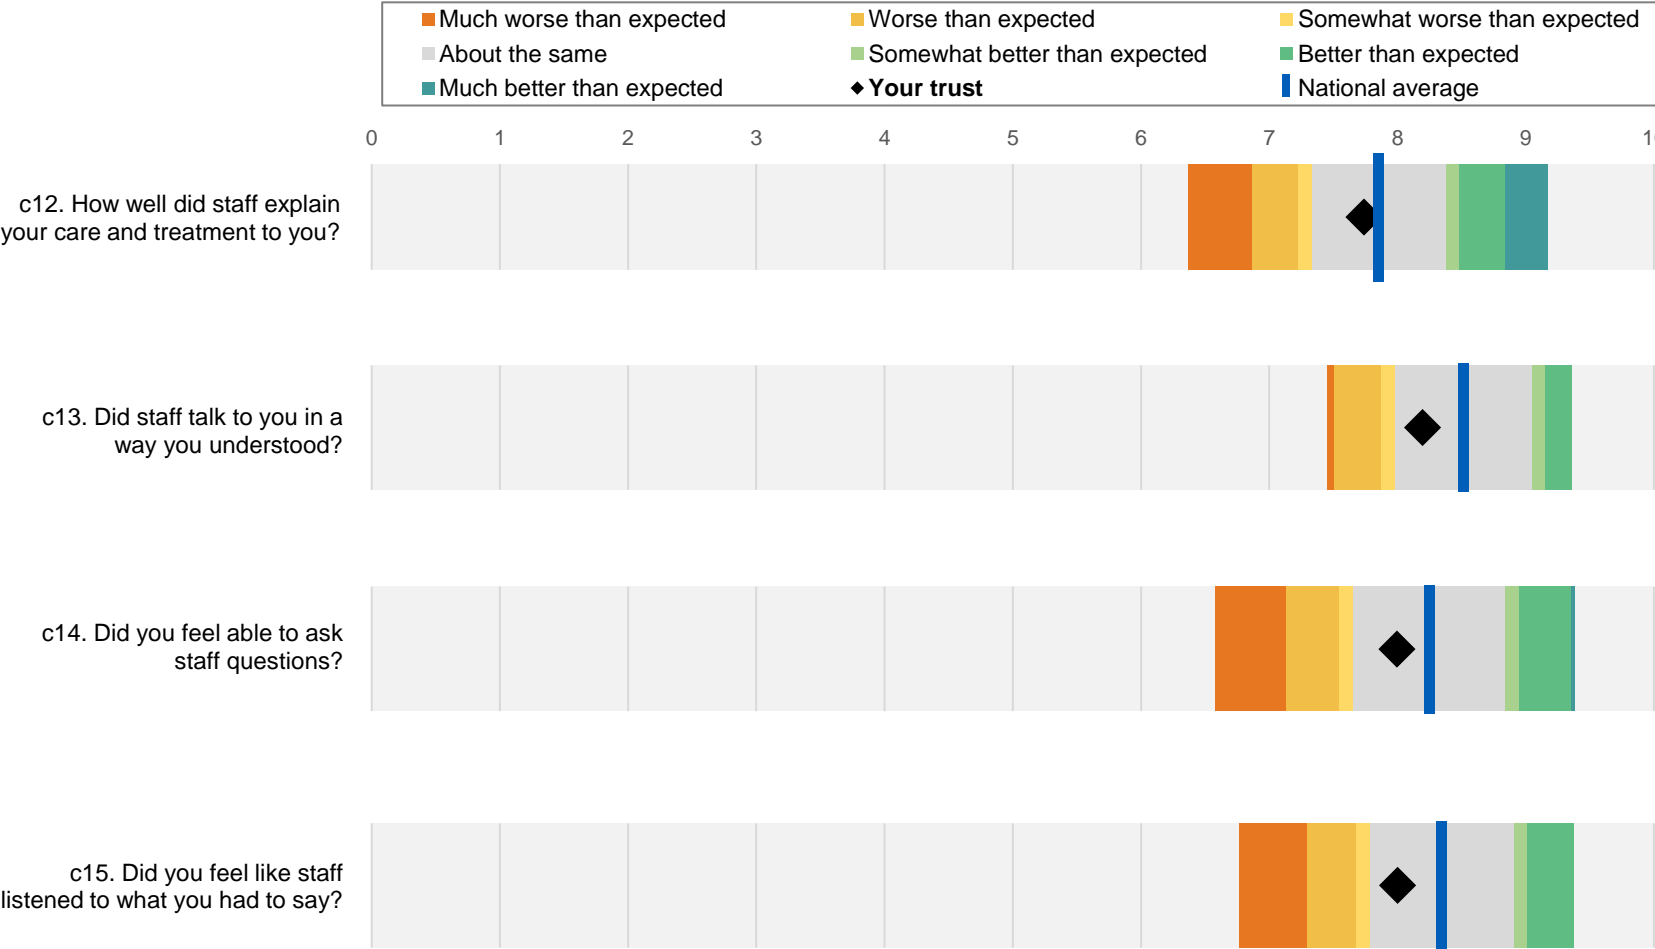 Much worse than expected
Worse than expected
Somewhat worse than expected
About the same
Somewhat better than expected
Better than expected
Much better than expected
Your trust
National average
0 1 2 3 4 5 6 7 8 9 1
c12. How well did staff explain
your care and treatment to you?
c13. Did staff talk to you in a
way you understood?
c14. Did you feel able to ask
staff questions?
c15. Did you feel like staff
listened to what you had to say?